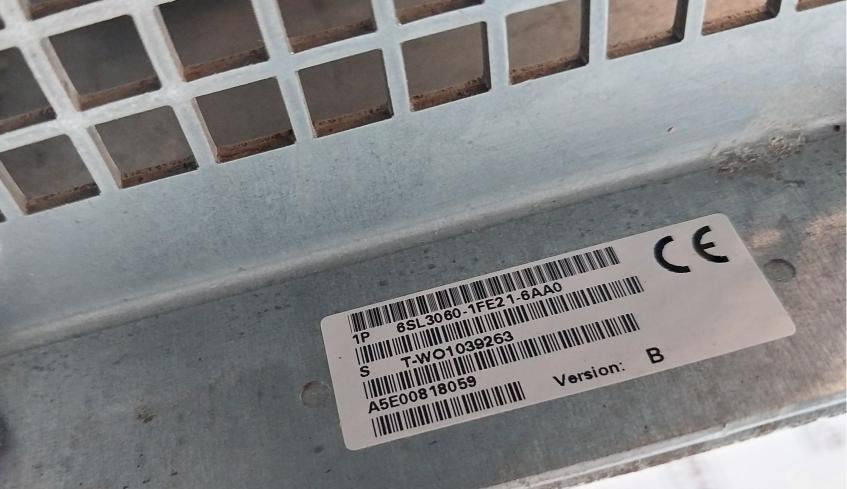 CE
1P 6SL3060-1FE21-6AA0
S T-WO1039263
A5E00818059
Version: B